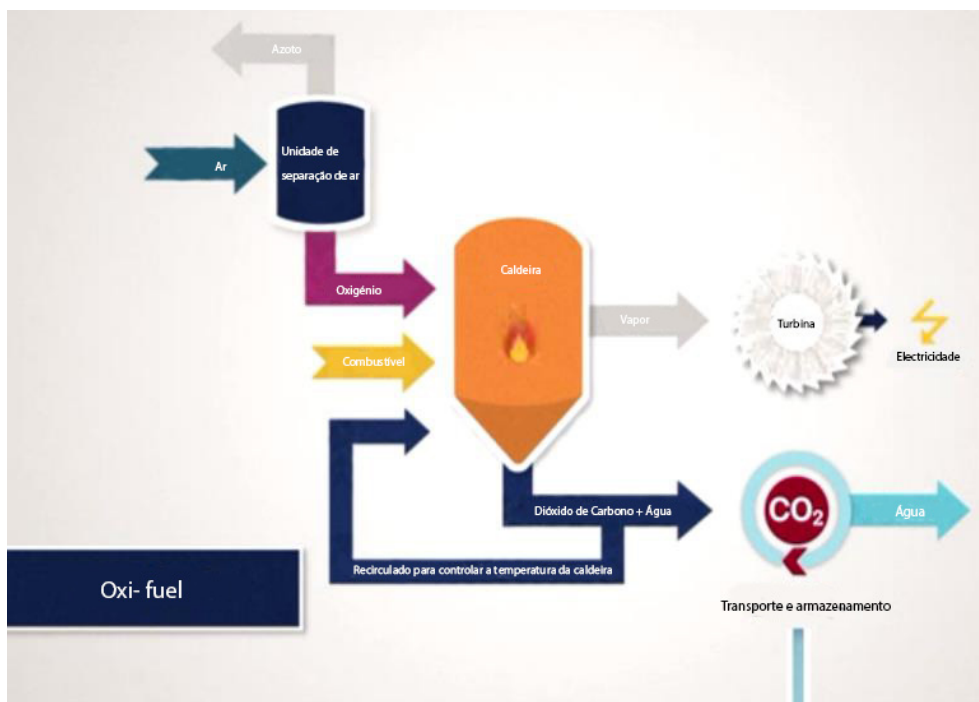 Azoto
Ar
Unidade de
separação de ar
Oxigénio
Caldeira
Combustível
Vapor
Turbina
Electricidade
Dióxido de Carbono + Água
CO₂
Água
Recirculado para controlar a temperatura da caldeira
Oxi- fuel
Transporte e armazenamento